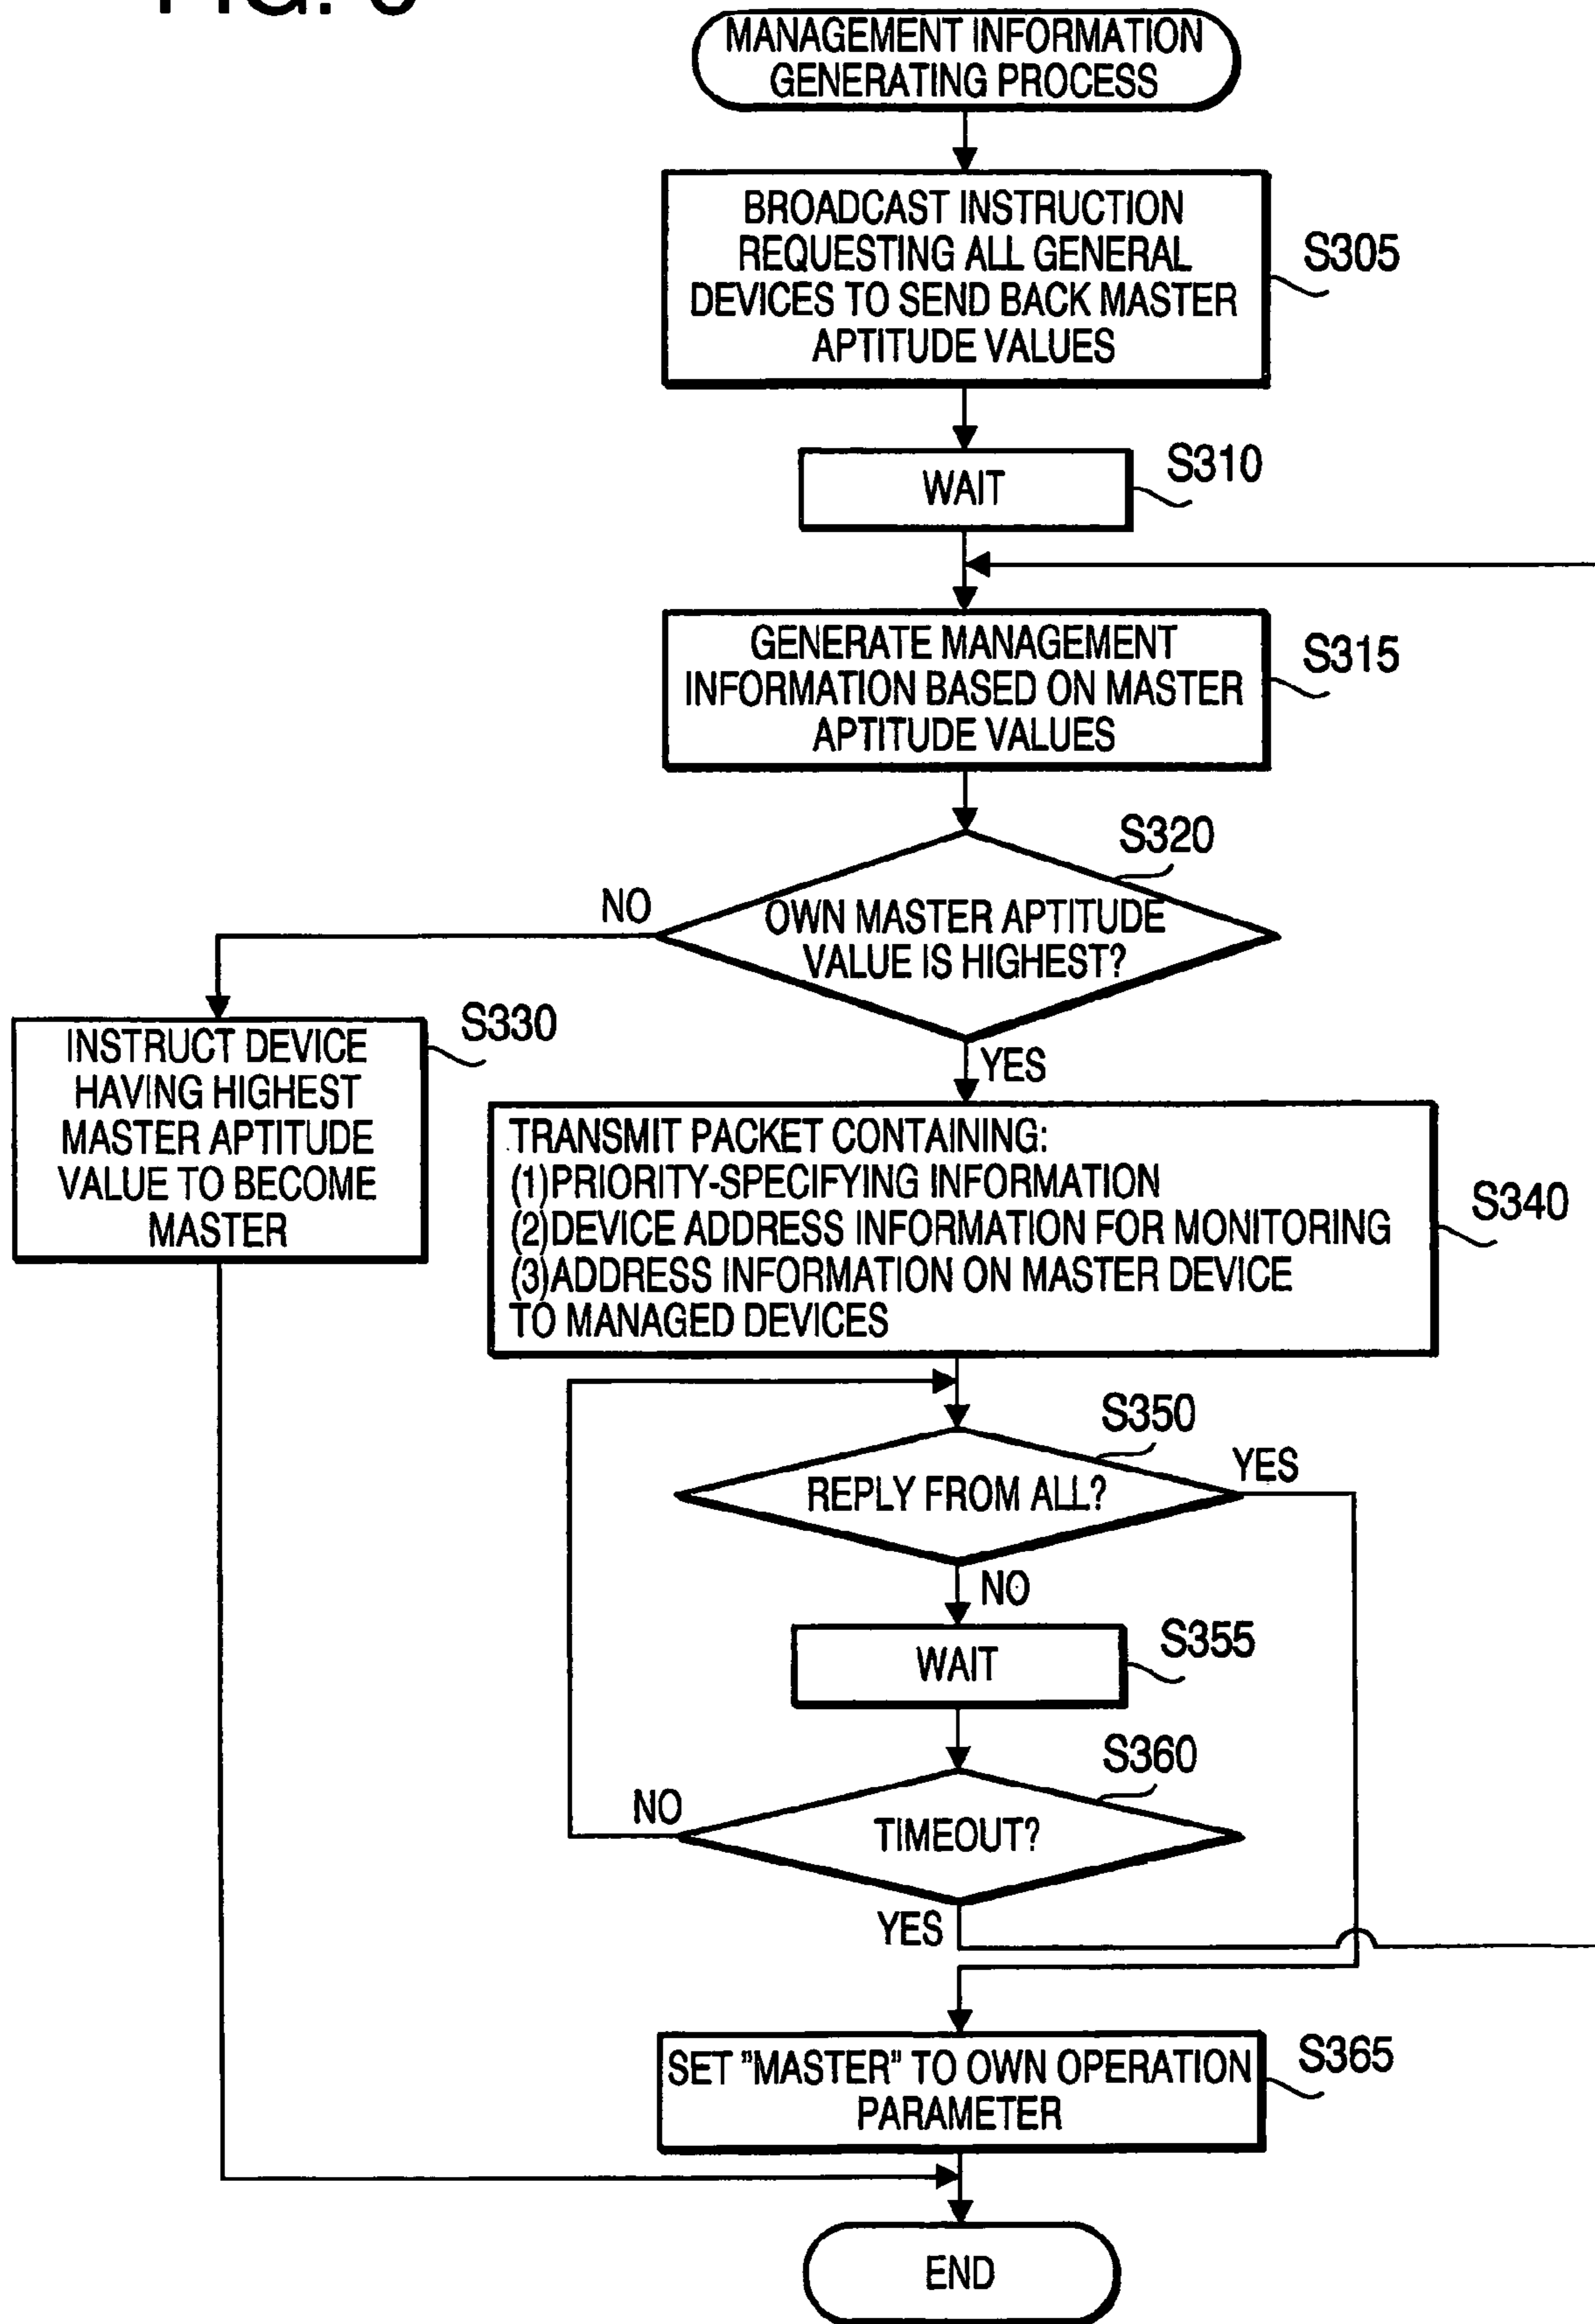 MANAGEMENT INFORMATION
GENERATING PROCESS
BROADCAST INSTRUCTION
REQUESTING ALL GENERAL
DEVICES TO SEND BACK MASTER
APTITUDE VALUES
S305
WAIT
S310
GENERATE MANAGEMENT
INFORMATION BASED ON MASTER
APTITUDE VALUES
S315
S320
NO
OWN MASTER APTITUDE
VALUE IS HIGHEST?
YES
S330
INSTRUCT DEVICE
HAVING HIGHEST
MASTER APTITUDE
VALUE TO BECOME
MASTER
TRANSMIT PACKET CONTAINING:
(1)PRIORITY-SPECIFYING INFORMATION
(2)DEVICE ADDRESS INFORMATION FOR MONITORING
(3)ADDRESS INFORMATION ON MASTER DEVICE
TO MANAGED DEVICES
S340
S350
REPLY FROM ALL?
YES
NO
WAIT
S355
S360
NO
TIMEOUT?
YES
SET "MASTER" TO OWN OPERATION
PARAMETER
S365
END